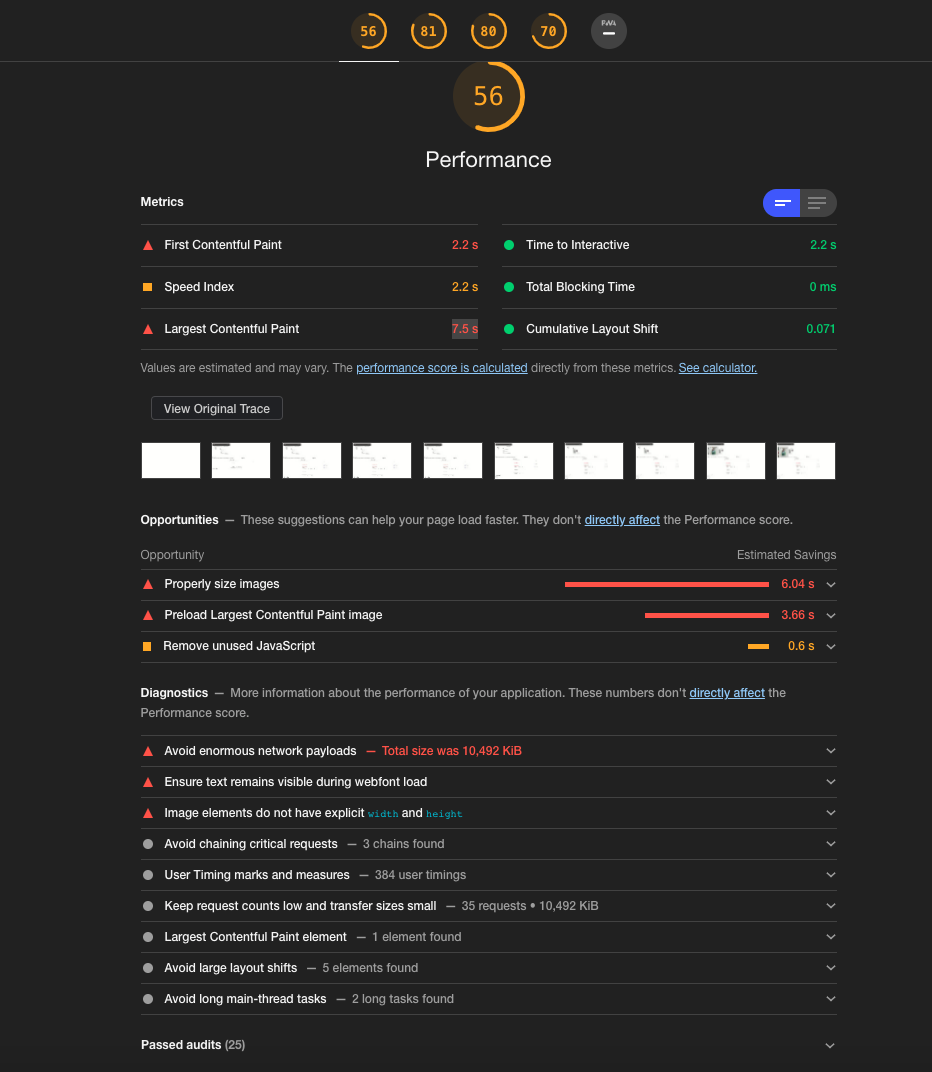 56 81 80 70 PWA
56
Performance
Metrics
First Contentful Paint 2.2 s Time to Interactive 2.2 s
Speed Index 2.2 s Total Blocking Time 0 ms
Largest Contentful Paint 7.5 s Cumulative Layout Shift 0.071
Values are estimated and may vary. The performance score is calculated directly from these metrics. See calculator.
View Original Trace
Opportunities — These suggestions can help your page load faster. They don't directly affect the Performance score.
Opportunity Estimated Savings
Properly size images 6.04 s
Preload Largest Contentful Paint image 3.66 s
Remove unused JavaScript 0.6 s
Diagnostics — More information about the performance of your application. These numbers don't directly affect the
Performance score.
Avoid enormous network payloads — Total size was 10,492 KiB
Ensure text remains visible during webfont load
Image elements do not have explicit width and height
Avoid chaining critical requests — 3 chains found
User Timing marks and measures — 384 user timings
Keep request counts low and transfer sizes small — 35 requests • 10,492 KiB
Largest Contentful Paint element — 1 element found
Avoid large layout shifts — 5 elements found
Avoid long main-thread tasks — 2 long tasks found
Passed audits (25)